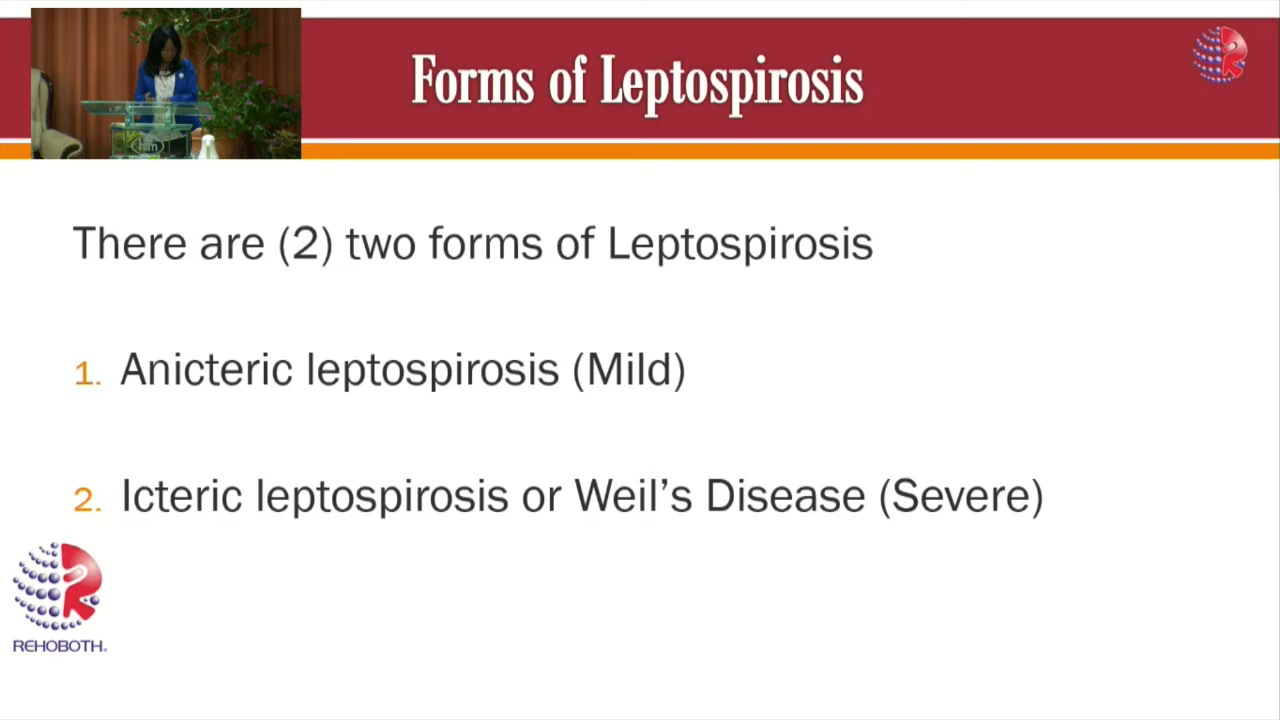 Forms of Leptospirosis
There are (2) two forms of Leptospirosis
1. Anicteric leptospirosis (Mild)
2. Icteric leptospirosis or Weil's Disease (Severe)
REHOBOTH